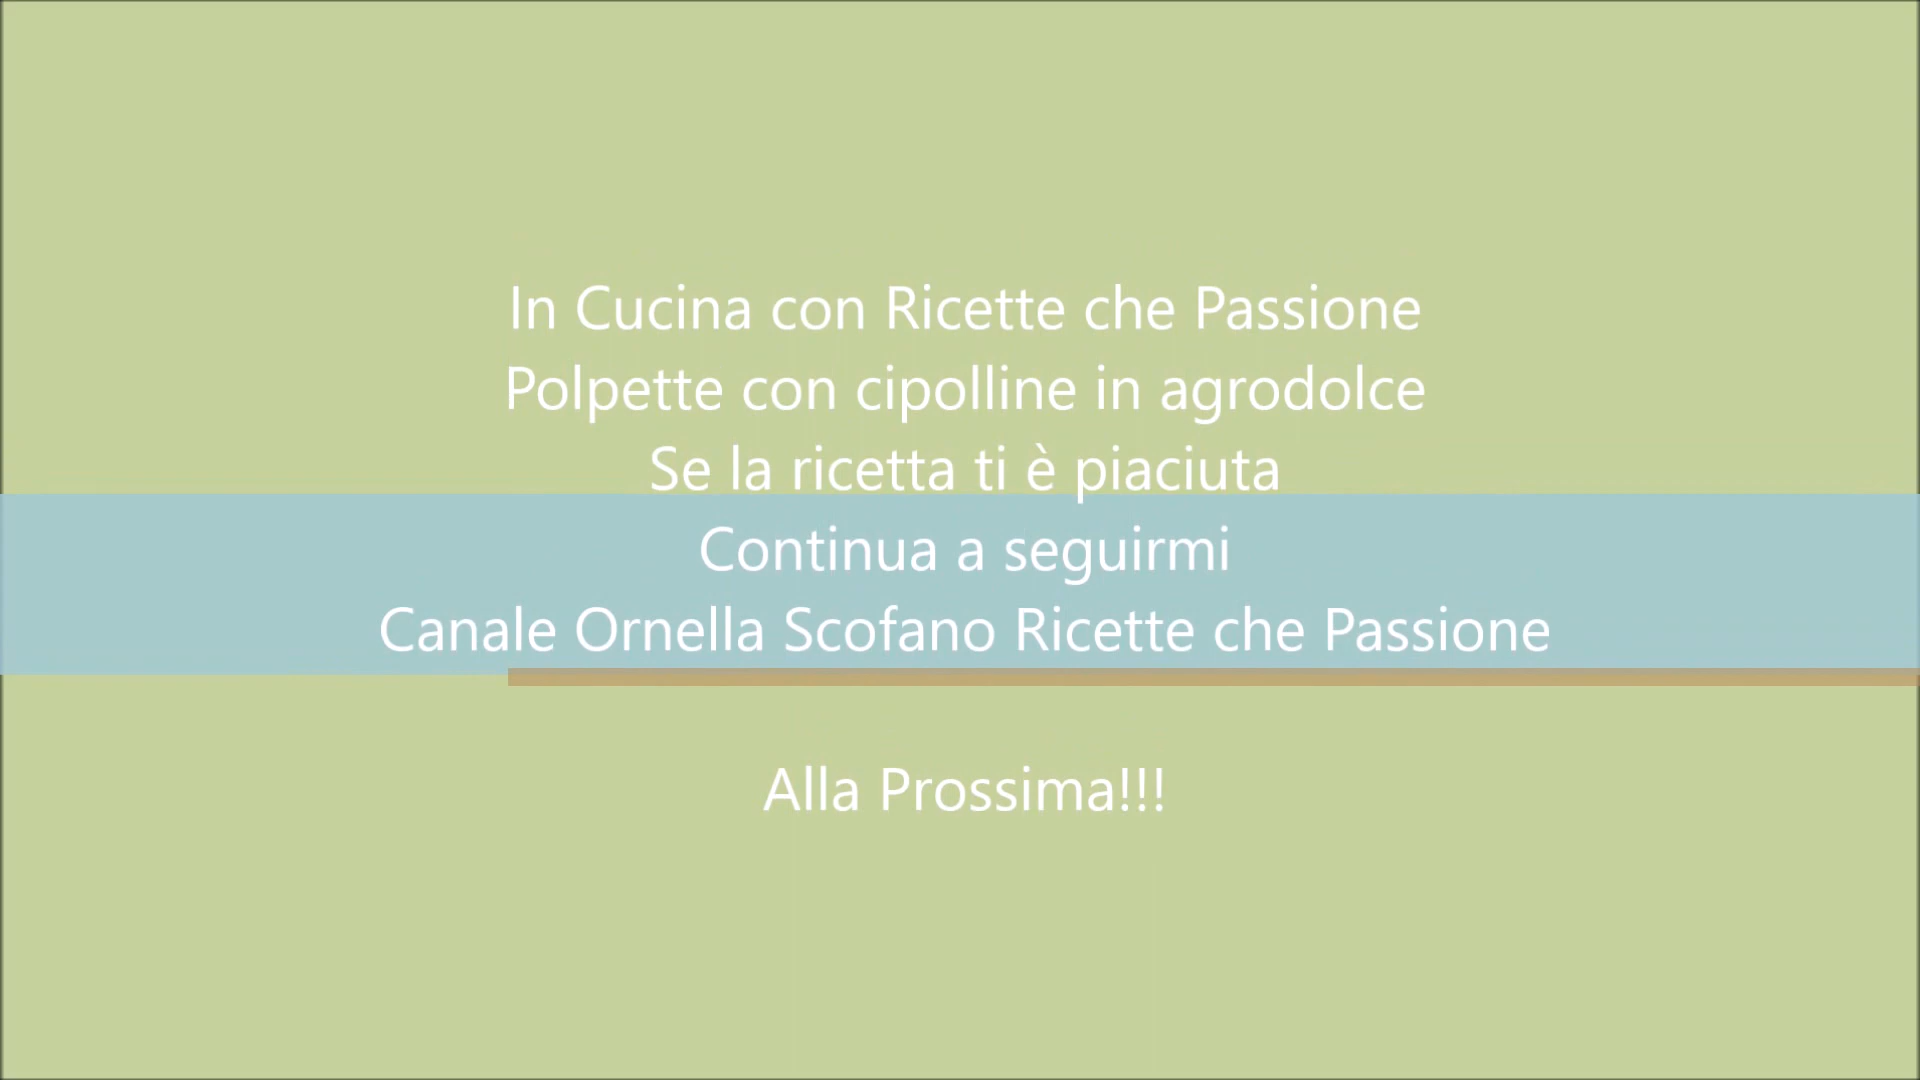 In Cucina con Ricette che Passione
Polpette con cipolline in agrodolce
Se la ricetta ti è piaciuta
Continua a seguirmi
Canale Ornella Scofano Ricette che Passione
Alla Prossima!!!